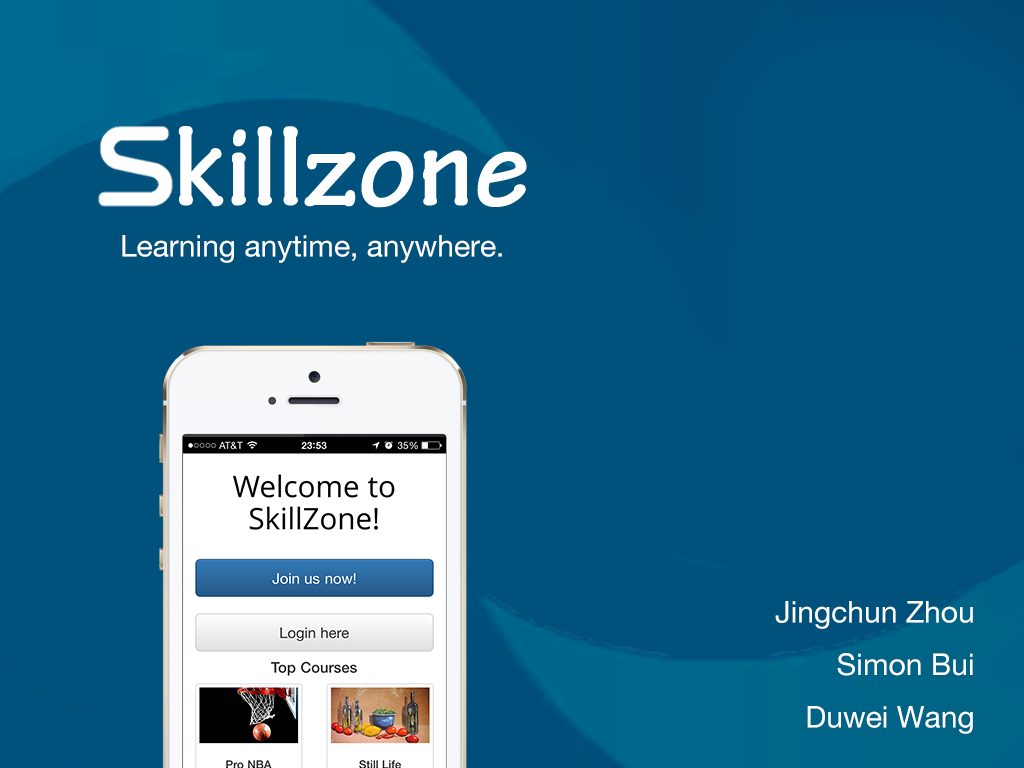 Skillzone
Learning anytime, anywhere.
AT&T 23:53 35%
Welcome to
SkillZone!
Join us now!
Login here
Top Courses
Pro NBA Still Life
Jingchun Zhou
Simon Bui
Duwei Wang